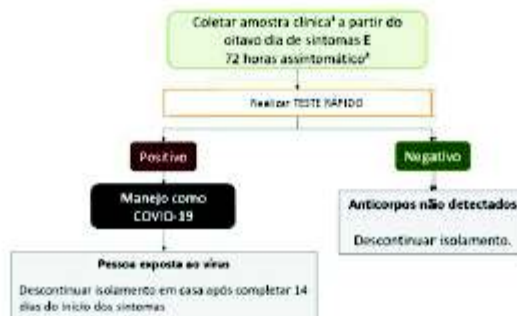 Coletar amostra clínica¹ a partir do
oitavo dia de sintomas E
72 horas assintomático²
Realizar TESTE RÁPIDO
Positivo
Negativo
Manejo como
COVID-19
Anticorpos não detectados
Descontinuar isolamento.
Pessoa exposta ao vírus
Descontinuar isolamento em casa após completar 14
dias do início dos sintomas